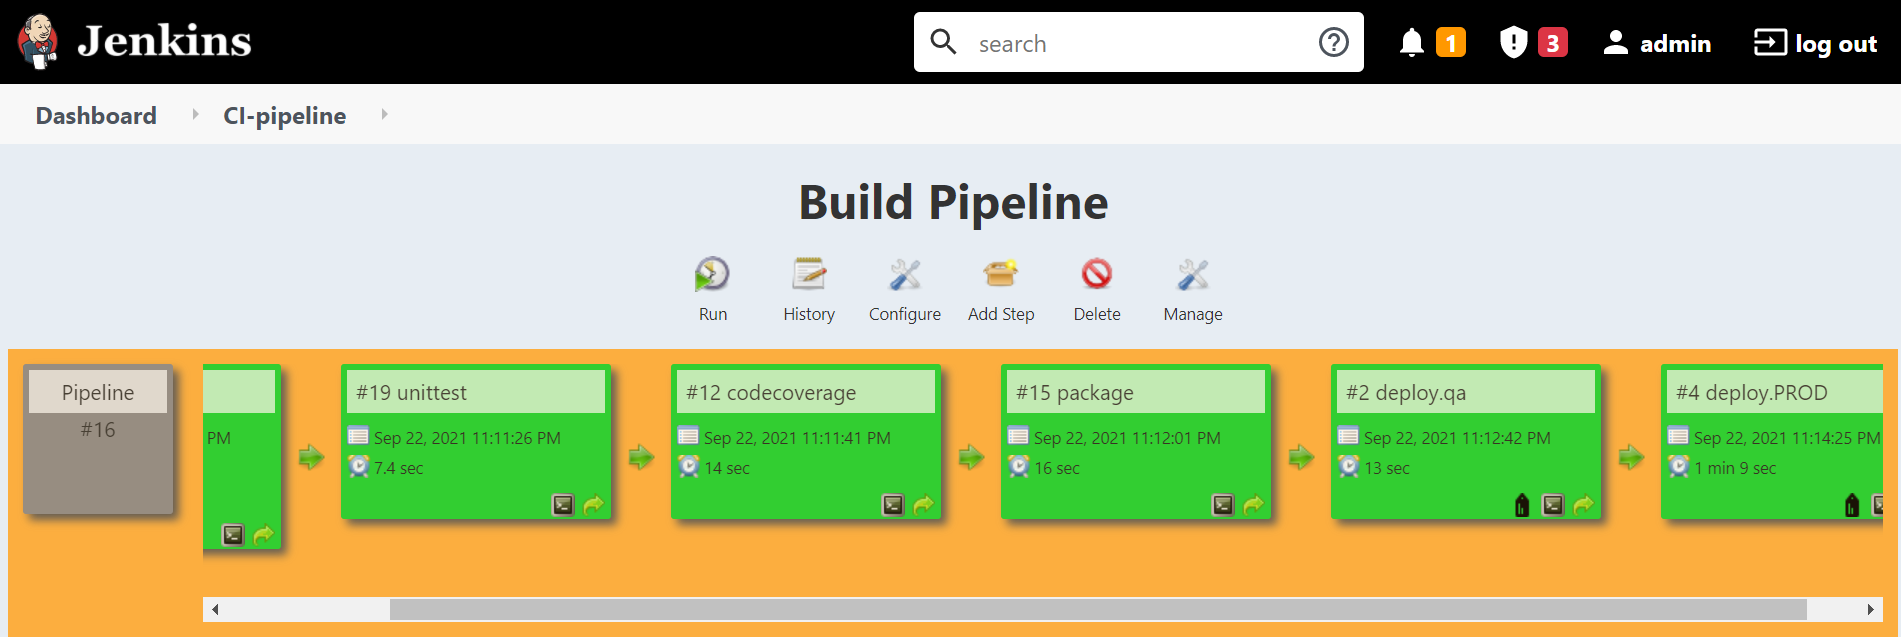 Jenkins
search
1
3
admin
log out
Dashboard
CI-pipeline
Build Pipeline
Run
History
Configure
Add Step
Delete
Manage
Pipeline
#16
PM
#19 unittest
Sep 22, 2021 11:11:26 PM
7.4 sec
#12 codecoverage
Sep 22, 2021 11:11:41 PM
14 sec
#15 package
Sep 22, 2021 11:12:01 PM
16 sec
#2 deploy.qa
Sep 22, 2021 11:12:42 PM
13 sec
#4 deploy.PROD
Sep 22, 2021 11:14:25 PM
1 min 9 sec